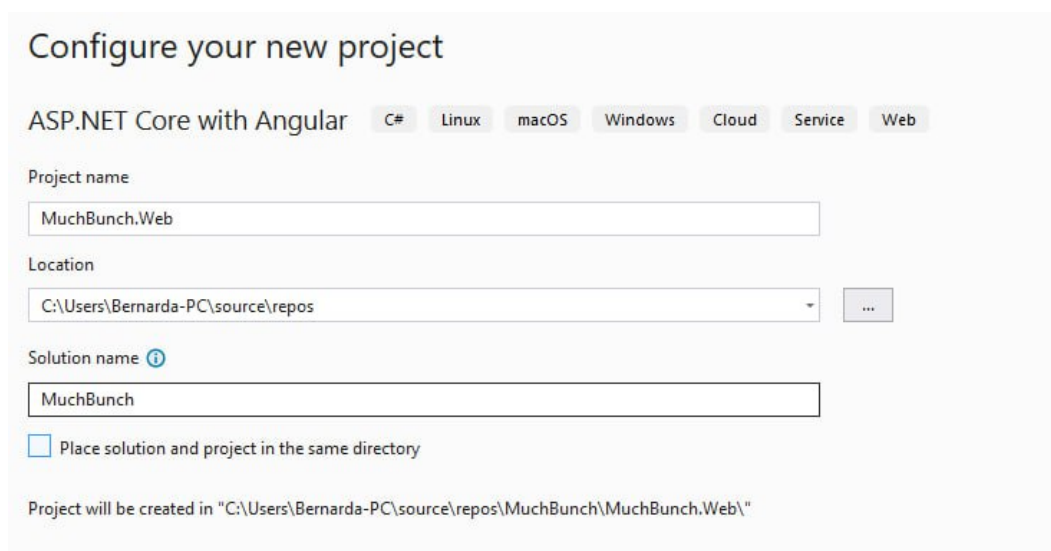 Configure your new project
ASP.NET Core with Angular C# Linux macOS Windows Cloud Service Web
Project name
MuchBunch.Web
Location
C:\Users\Bernarda-PC\source\repos
...
Solution name
MuchBunch
Place solution and project in the same directory
Project will be created in "C:\Users\Bernarda-PC\source\repos\MuchBunch\MuchBunch.Web\"